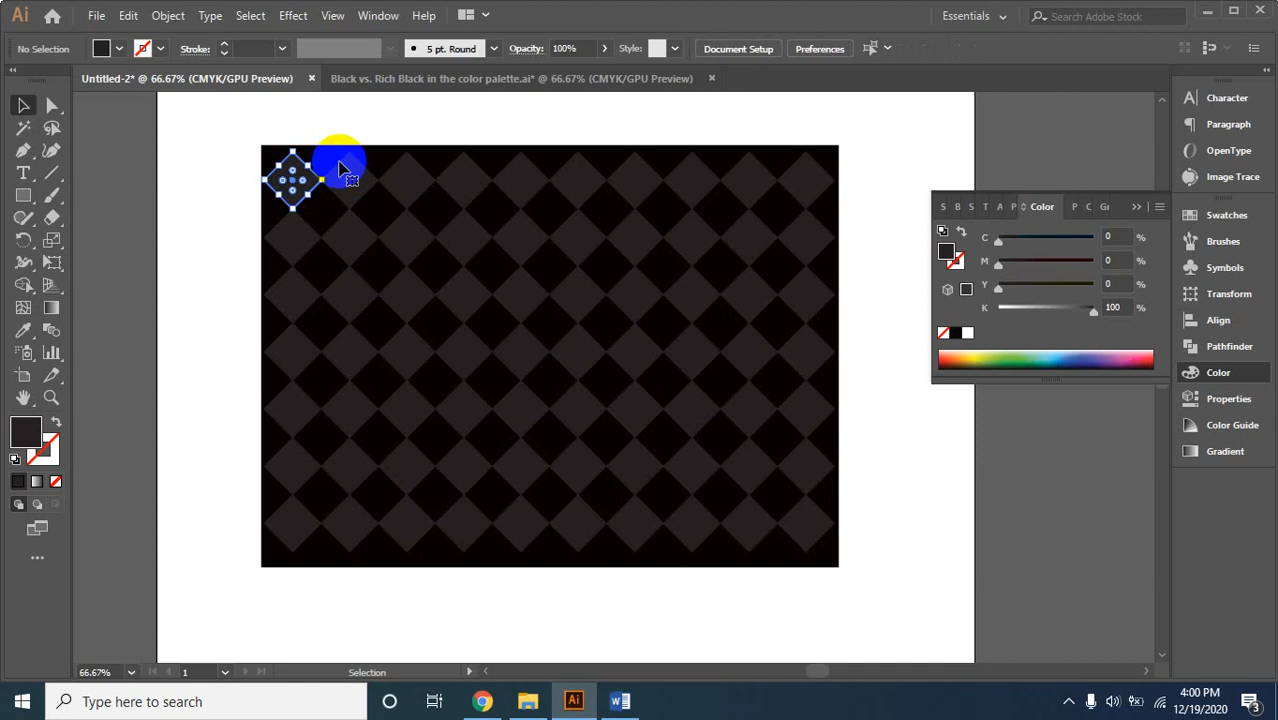 Ai File Edit Object Type Select Effect View Window Help Essentials Search Adobe Stock
No Selection Stroke: 5 pt. Round Opacity: 100% Style: Document Setup Preferences
Untitled-2* @ 66.67% (CMYK/GPU Preview) Black vs. Rich Black in the color palette.ai* @ 66.67% (CMYK/GPU Preview)
Character
Paragraph
Image Trace
S B S T A P Color P C Gr
Swatches
C 0 %
Brushes
M 0 %
Symbols
Y 0 %
Transform
K 100 %
Align
Pathfinder
Color
Properties
Color Guide
Gradient
66.67% 1 Selection
Type here to search
Ai
4:00 PM
12/19/2020
3